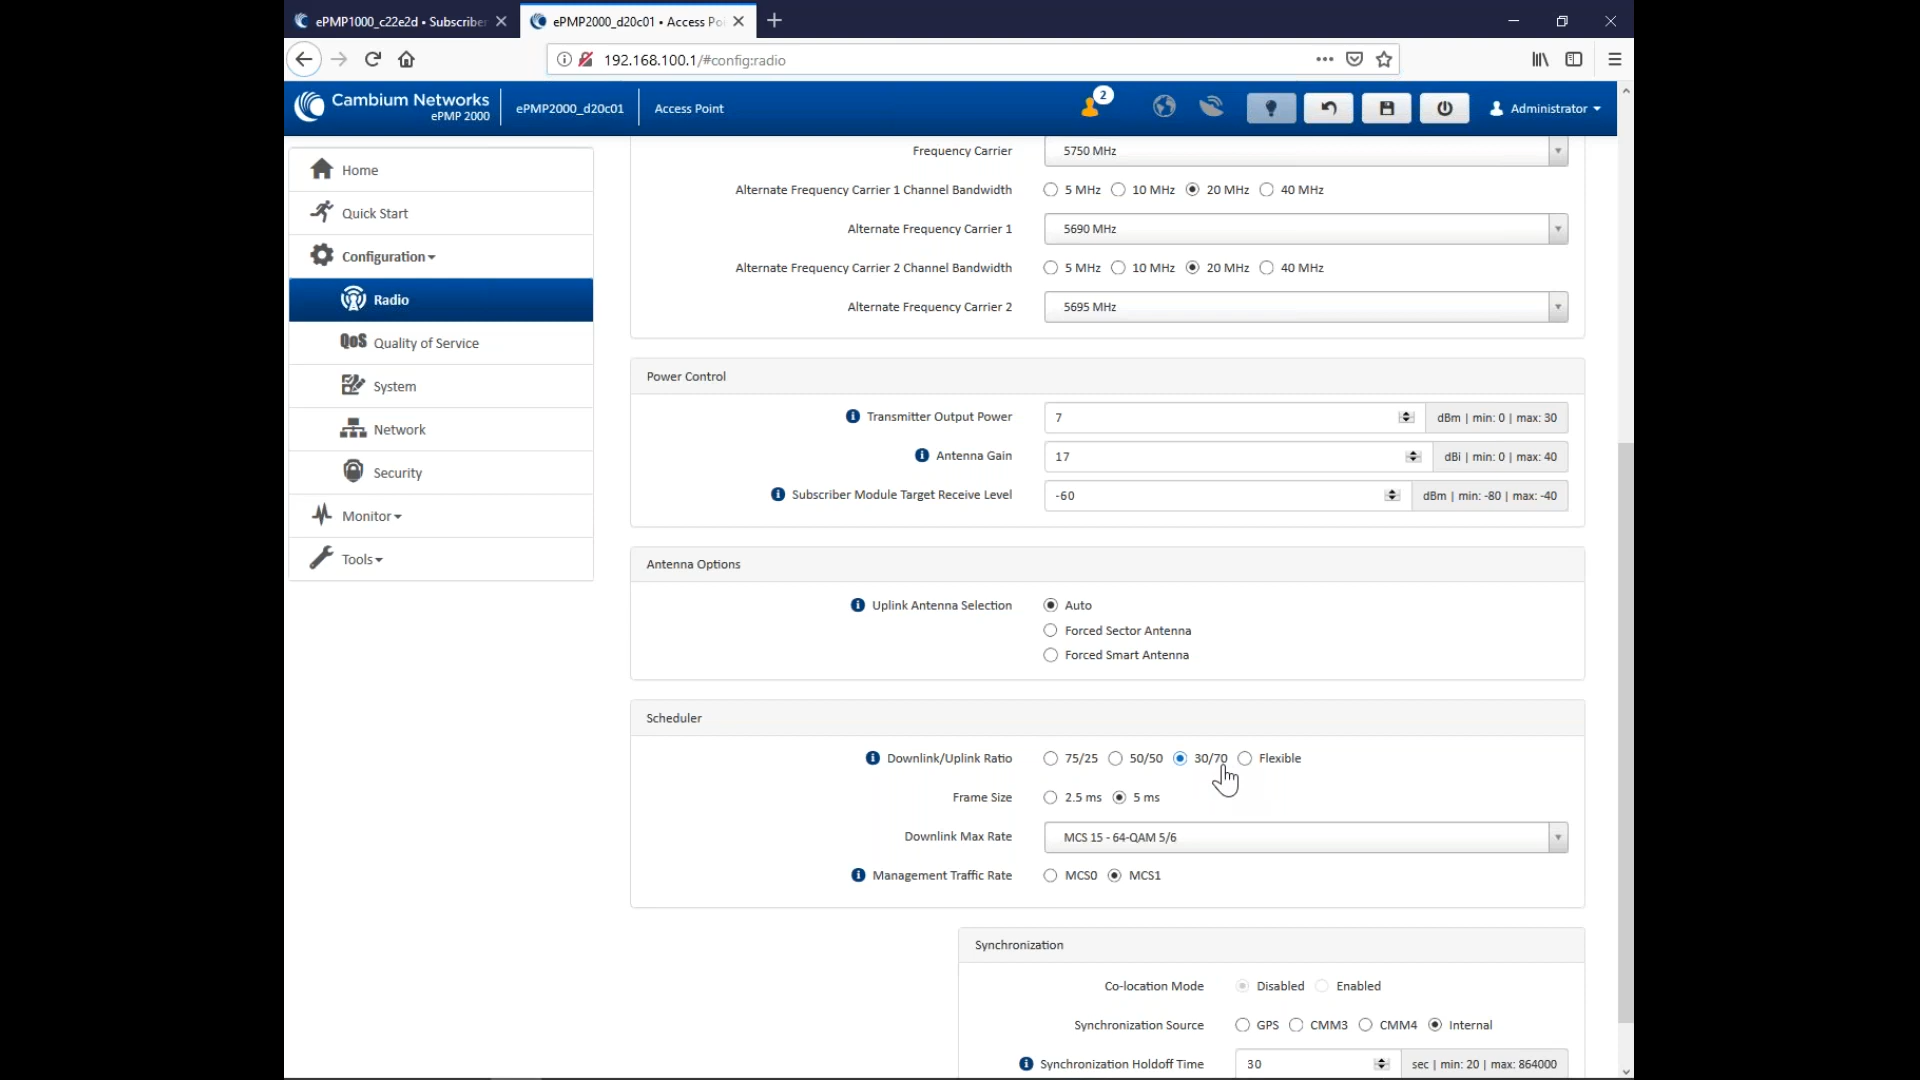 ePMP1000_c22e2d • Subscriber
ePMP2000_d20c01 • Access Poi
192.168.100.1/#config:radio
Cambium Networks
ePMP 2000
ePMP2000_d20c01
Access Point
2
Administrator
Home
Quick Start
Configuration
Radio
QoS Quality of Service
System
Network
Security
Monitor
Tools
Frequency Carrier 5750 MHz
Alternate Frequency Carrier 1 Channel Bandwidth 5 MHz 10 MHz 20 MHz 40 MHz
Alternate Frequency Carrier 1 5690 MHz
Alternate Frequency Carrier 2 Channel Bandwidth 5 MHz 10 MHz 20 MHz 40 MHz
Alternate Frequency Carrier 2 5695 MHz
Power Control
Transmitter Output Power 7 dBm | min: 0 | max: 30
Antenna Gain 17 dBi | min: 0 | max: 40
Subscriber Module Target Receive Level -60 dBm | min: -80 | max: -40
Antenna Options
Uplink Antenna Selection Auto
Forced Sector Antenna
Forced Smart Antenna
Scheduler
Downlink/Uplink Ratio 75/25 50/50 30/70 Flexible
Frame Size 2.5 ms 5 ms
Downlink Max Rate MCS 15 - 64-QAM 5/6
Management Traffic Rate MCS0 MCS1
Synchronization
Co-location Mode Disabled Enabled
Synchronization Source GPS CMM3 CMM4 Internal
Synchronization Holdoff Time 30 sec | min: 20 | max: 864000